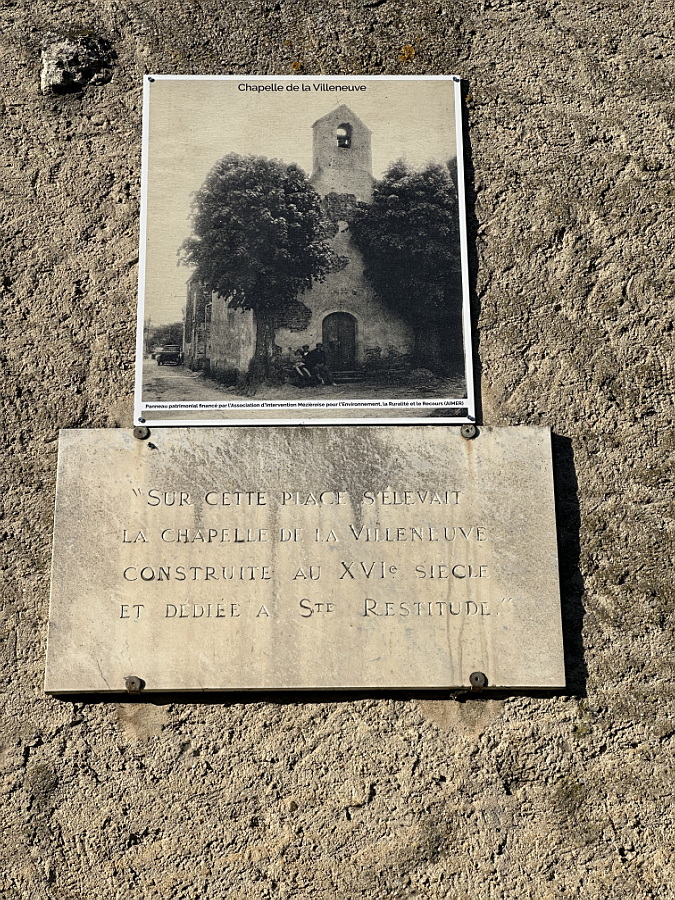 Chapelle de la Villeneuve
Panneau patrimonial financé par l'Association d'Intervention Mézièroise pour l'Environnement, la Ruralité et le Recours (AIMER)
"SUR CETTE PLACE S'ÉLEVAIT
LA CHAPELLE DE LA VILLENEUVE
CONSTRUITE AU XVIe SIÈCLE
ET DÉDIÉE A STE RESTITUDE."